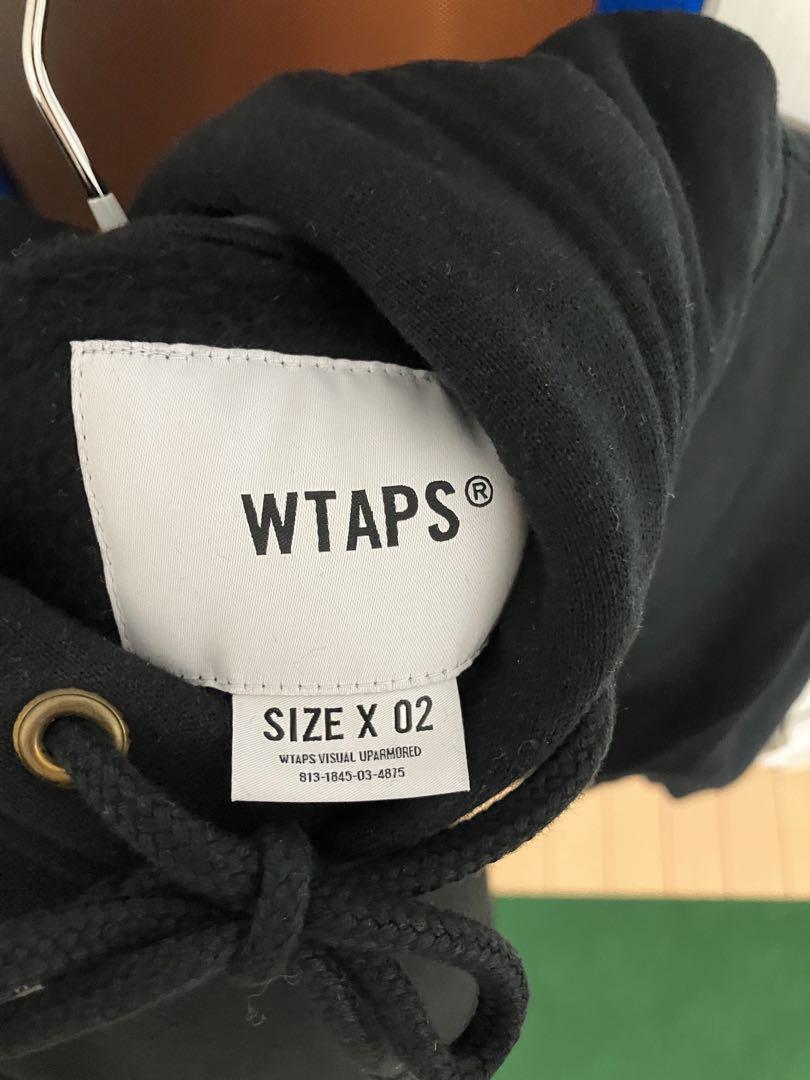 WTAPS®
SIZE X 02
WTAPS VISUAL UPARMORED
813-1845-03-4875